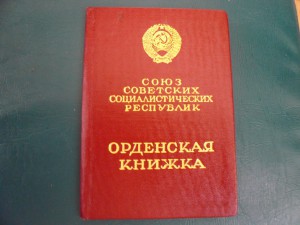 СОЮЗ
СОВЕТСКИХ
СОЦИАЛИСТИЧЕСКИХ
РЕСПУБЛИК
ОРДЕНСКАЯ
КНИЖКА